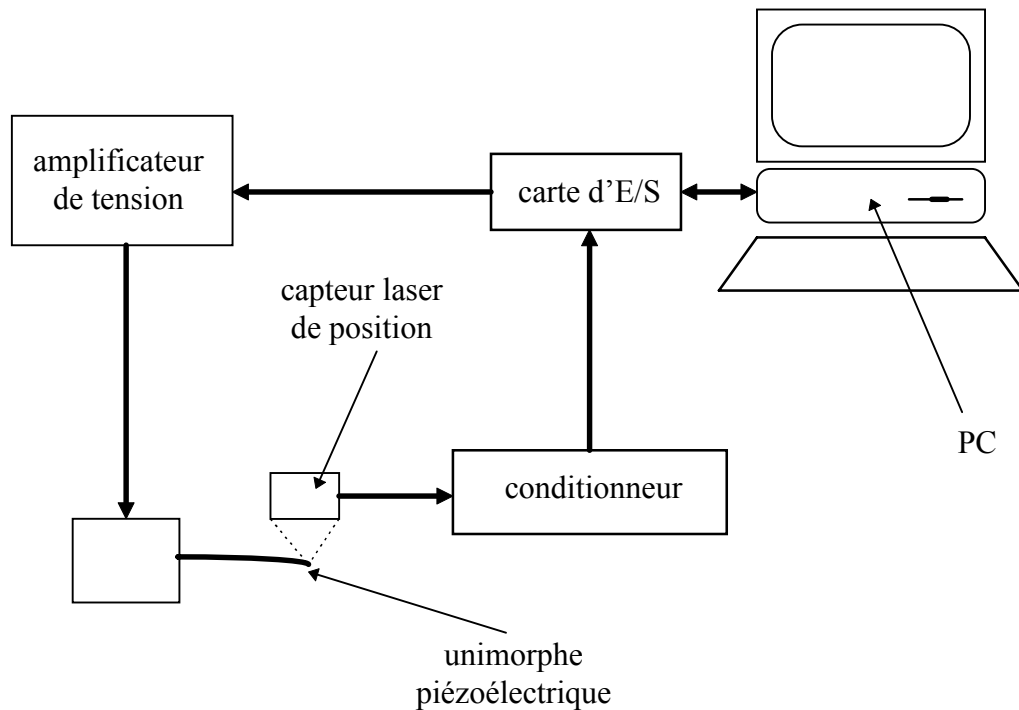 amplificateur
de tension
carte d'E/S
capteur laser
de position
PC
conditionneur
unimorphe
piézoélectrique